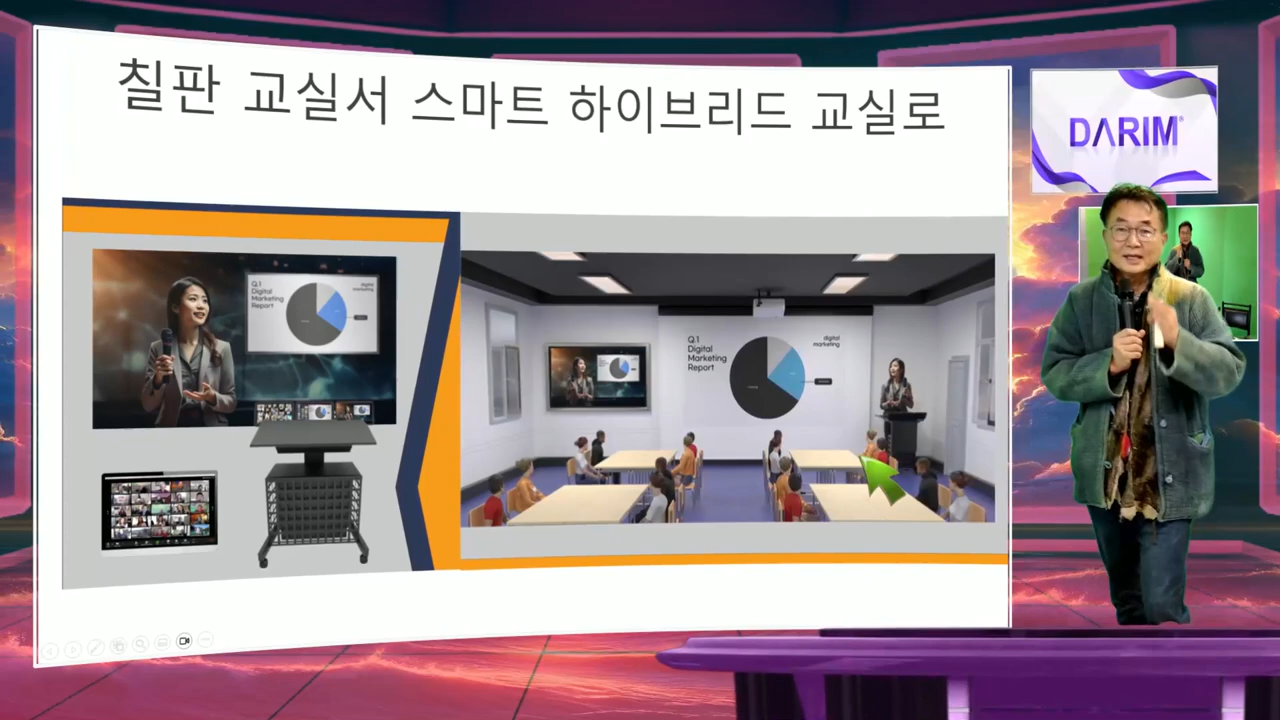 칠판 교실서 스마트 하이브리드 교실로
DARIM
Q.1
Digital
Marketing
Report
digital
marketing
Q.1
Digital
Marketing
Report
digital
marketing